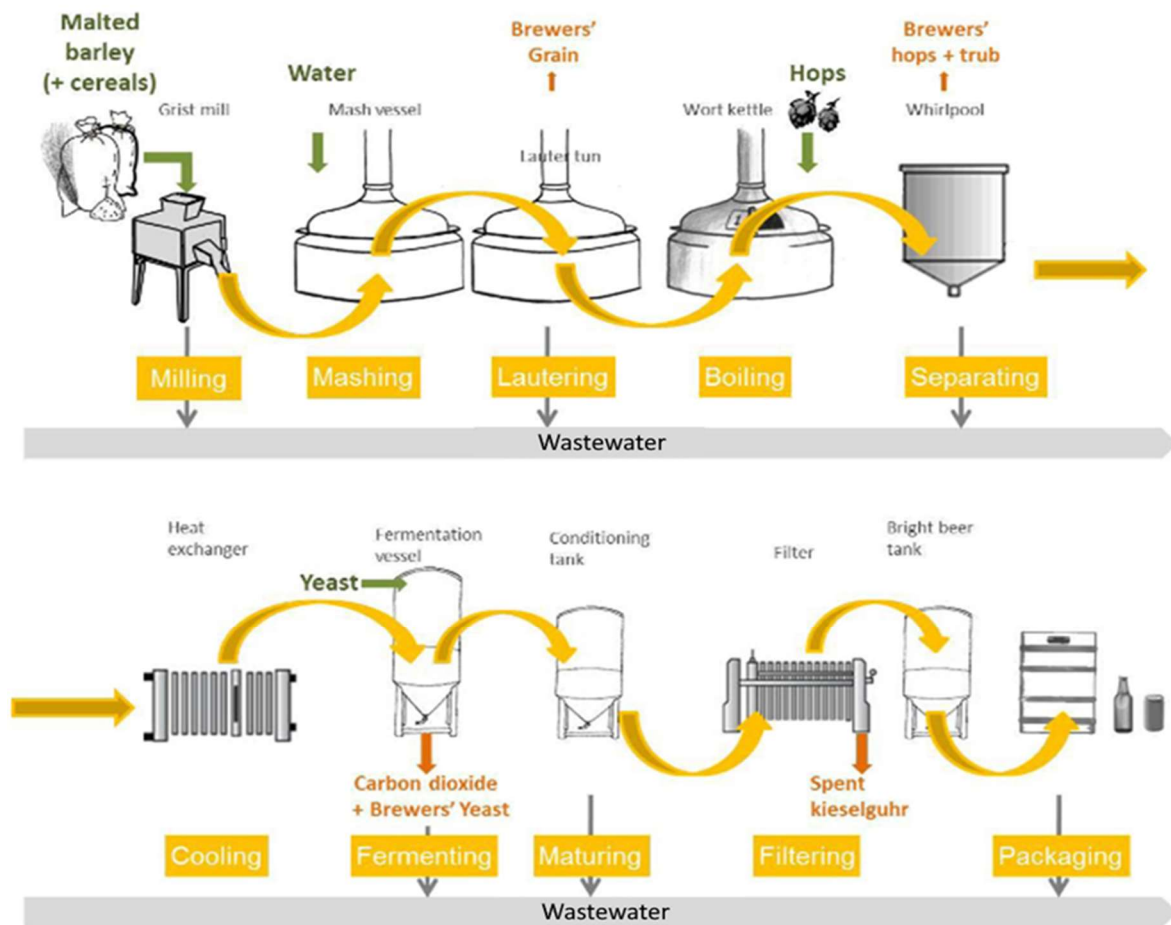 Malted
barley
(+ cereals)
Grist mill
Water
Mash vessel
Brewers'
Grain
Lauter tun
Wort kettle
Hops
Brewers'
hops + trub
Whirlpool
Milling
Mashing
Lautering
Boiling
Separating
Wastewater
Heat
exchanger
Yeast
Fermentation
vessel
Conditioning
tank
Filter
Bright beer
tank
Carbon dioxide
+ Brewers' Yeast
Spent
kieselguhr
Cooling
Fermenting
Maturing
Filtering
Packaging
Wastewater